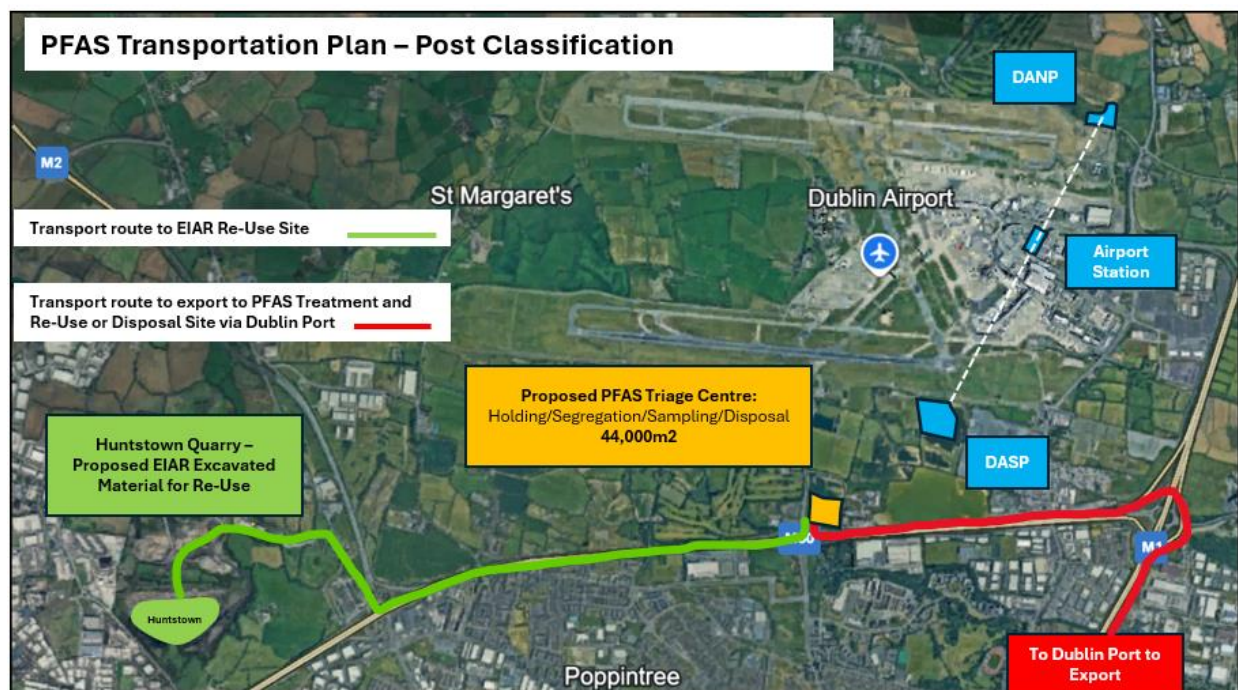 PFAS Transportation Plan – Post Classification
DANP
M2
St Margaret's
Dublin Airport
Transport route to EIAR Re-Use Site
Airport
Station
Transport route to export to PFAS Treatment and
Re-Use or Disposal Site via Dublin Port
Proposed PFAS Triage Centre:
Holding/Segregation/Sampling/Disposal
44,000m2
Huntstown Quarry –
Proposed EIAR Excavated
Material for Re-Use
DASP
M1
Huntstown
To Dublin Port to
Export
Poppintree